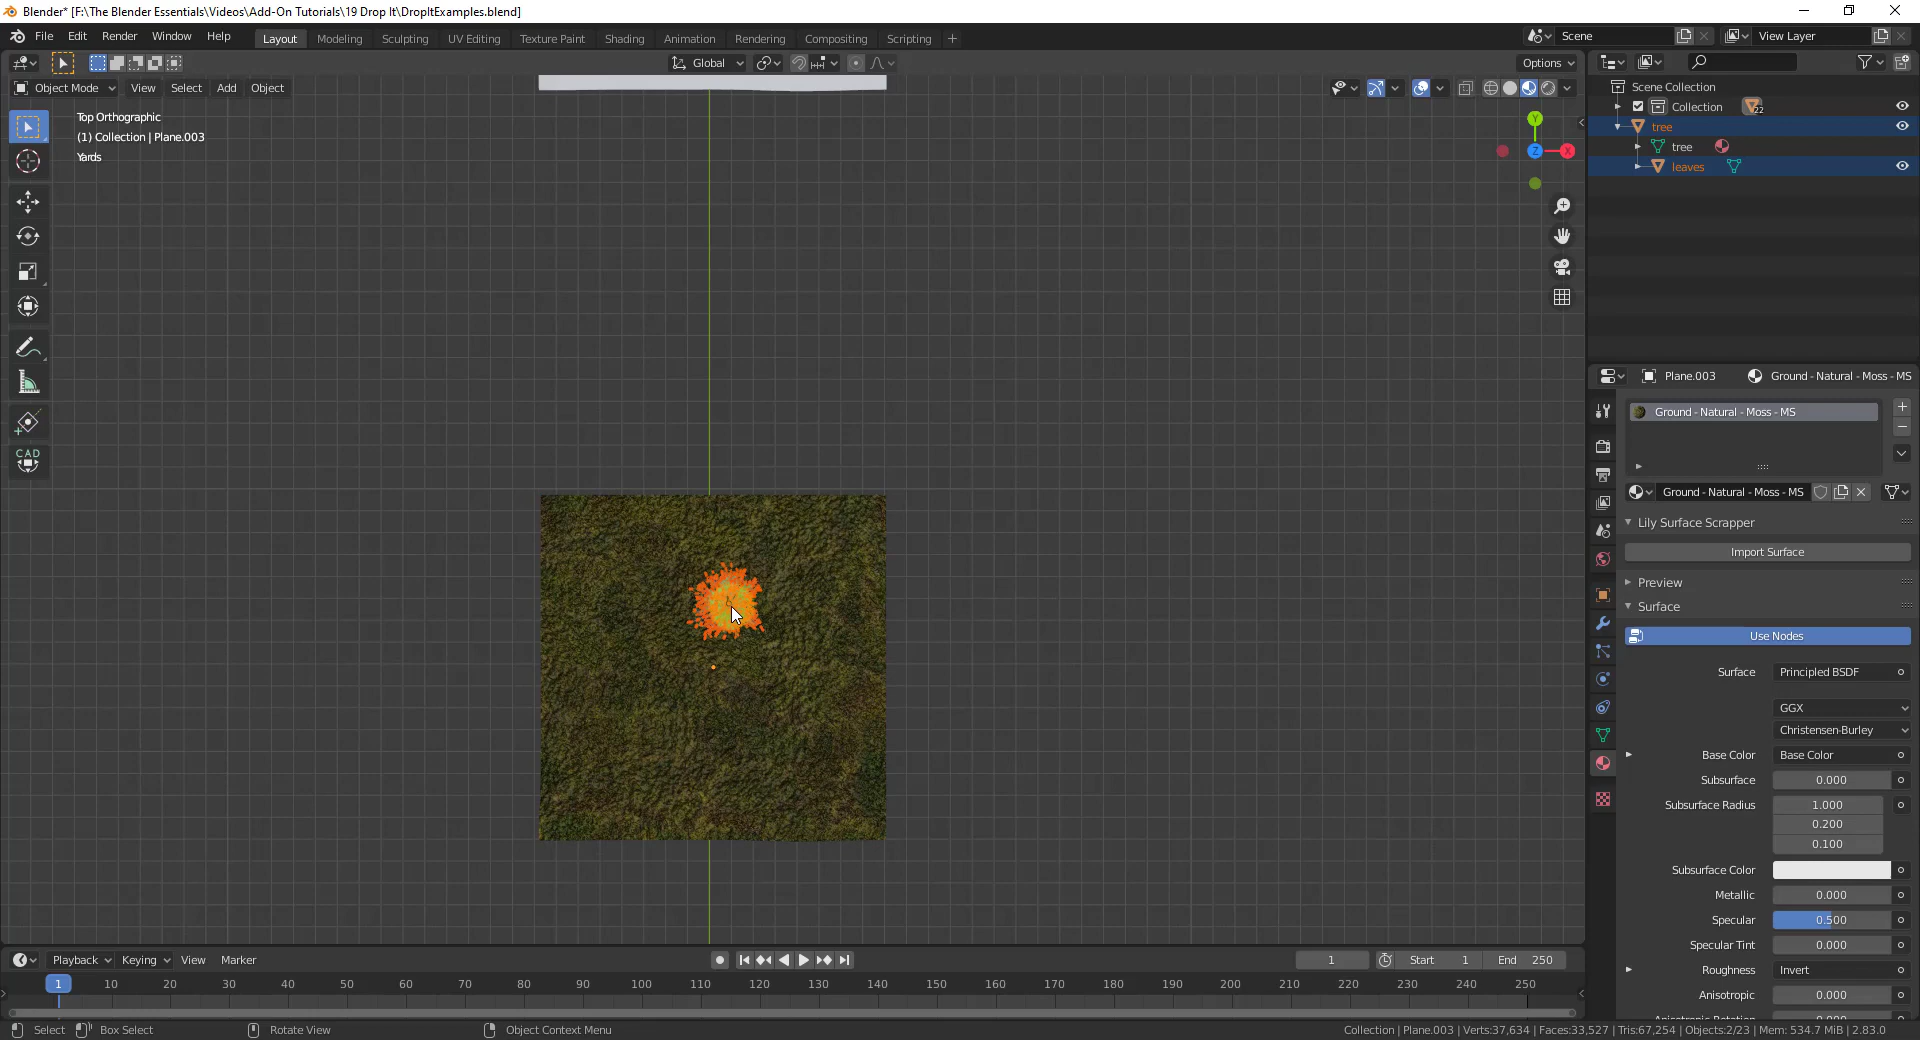 Blender* [F:\The Blender Essentials\Videos\Add-On Tutorials\19 Drop It\DropItExamples.blend]
File Edit Render Window Help Layout Modeling Sculpting UV Editing Texture Paint Shading Animation Rendering Compositing Scripting + Scene View Layer
Global Options
Object Mode View Select Add Object
Top Orthographic
(1) Collection | Plane.003
Yards
Y
X
Z
CAD
Scene Collection
Collection 22
tree
tree
leaves
Plane.003 Ground - Natural - Moss - MS
Ground - Natural - Moss - MS
Ground - Natural - Moss - MS
Lily Surface Scrapper
Import Surface
Preview
Surface
Use Nodes
Surface Principled BSDF
GGX
Christensen-Burley
Base Color Base Color
Subsurface 0.000
Subsurface Radius 1.000
0.200
0.100
Subsurface Color
Metallic 0.000
Specular 0.500
Specular Tint 0.000
Roughness Invert
Anisotropic 0.000
Anisotropic Rotation 0.000
Playback Keying View Marker 1 Start 1 End 250
1 10 20 30 40 50 60 70 80 90 100 110 120 130 140 150 160 170 180 190 200 210 220 230 240 250
Select Box Select Rotate View Object Context Menu
Collection | Plane.003 | Verts:37,634 | Faces:33,527 | Tris:67,254 | Objects:2/23 | Mem: 534.7 MiB | 2.83.0